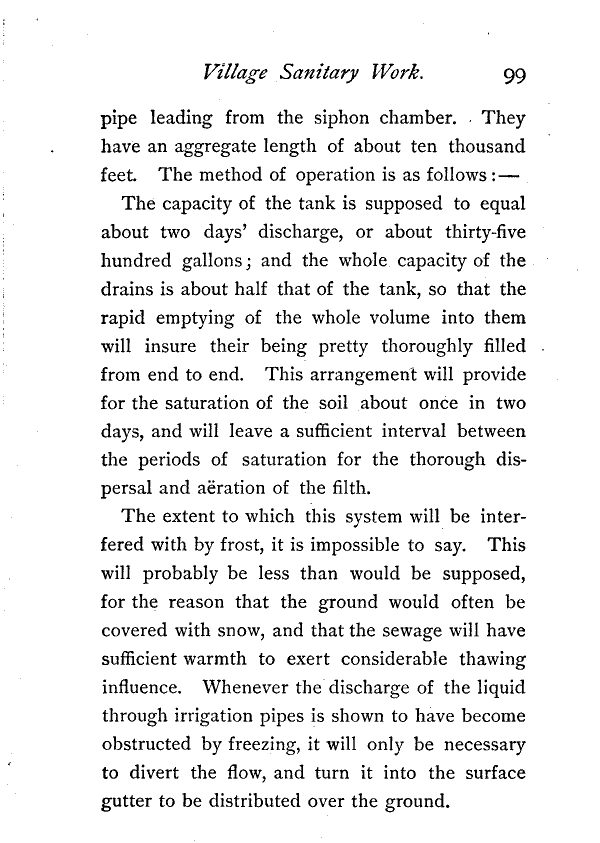 Village Sanitary Work. 99
pipe leading from the siphon chamber. They
have an aggregate length of about ten thousand
feet. The method of operation is as follows:—
The capacity of the tank is supposed to equal
about two days' discharge, or about thirty-five
hundred gallons; and the whole capacity of the
drains is about half that of the tank, so that the
rapid emptying of the whole volume into them
will insure their being pretty thoroughly filled
from end to end. This arrangement will provide
for the saturation of the soil about once in two
days, and will leave a sufficient interval between
the periods of saturation for the thorough dis-
persal and aëration of the filth.
The extent to which this system will be inter-
fered with by frost, it is impossible to say. This
will probably be less than would be supposed,
for the reason that the ground would often be
covered with snow, and that the sewage will have
sufficient warmth to exert considerable thawing
influence. Whenever the discharge of the liquid
through irrigation pipes is shown to have become
obstructed by freezing, it will only be necessary
to divert the flow, and turn it into the surface
gutter to be distributed over the ground.